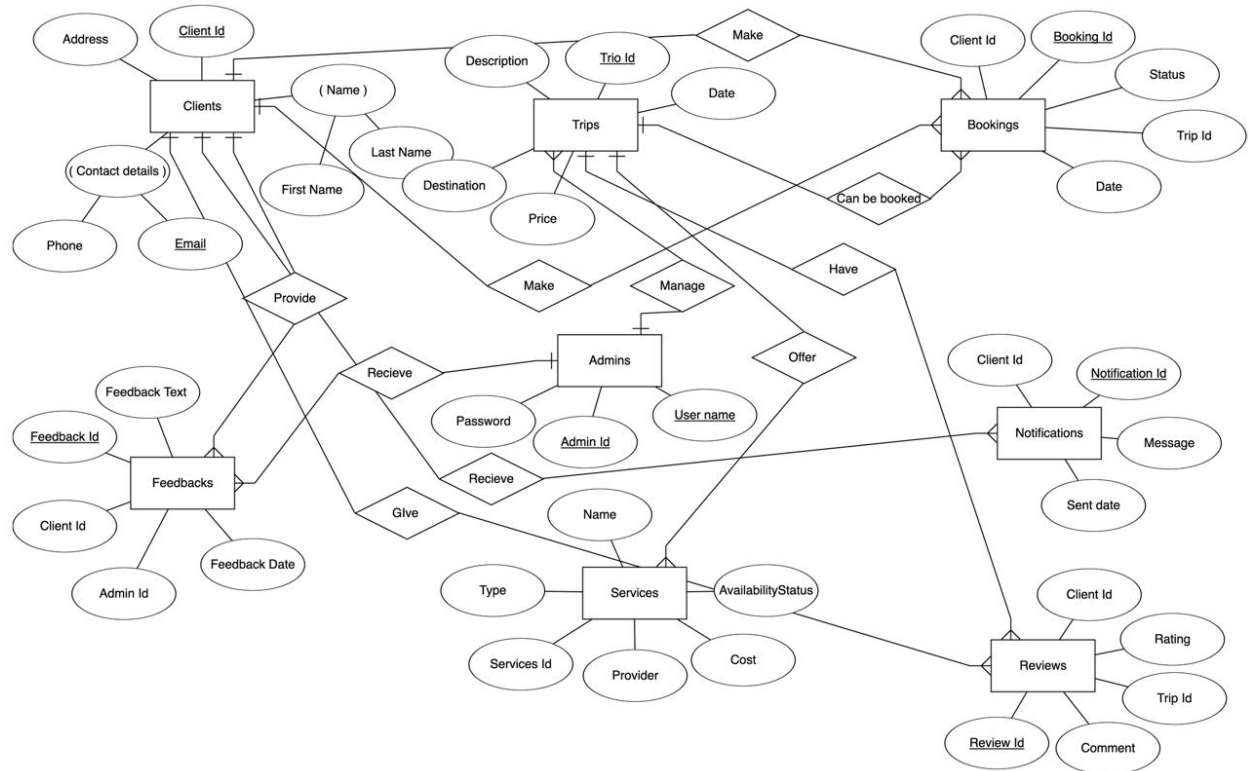 Client Id
Address
Make
Client Id
Booking Id
Description
Trio Id
Status
( Name )
Date
Clients
Trips
Bookings
Trip Id
Last Name
( Contact details )
First Name
Destination
Can be booked
Date
Price
Phone
Email
Have
Make
Manage
Provide
Admins
Offer
Client Id
Recieve
Notification Id
Feedback Text
Password
User name
Feedback Id
Admin Id
Notifications
Message
Recieve
Feedbacks
Sent date
GIve
Name
Client Id
Feedback Date
Admin Id
Type
Services
AvailabilityStatus
Client Id
Rating
Services Id
Provider
Cost
Reviews
Trip Id
Review Id
Comment